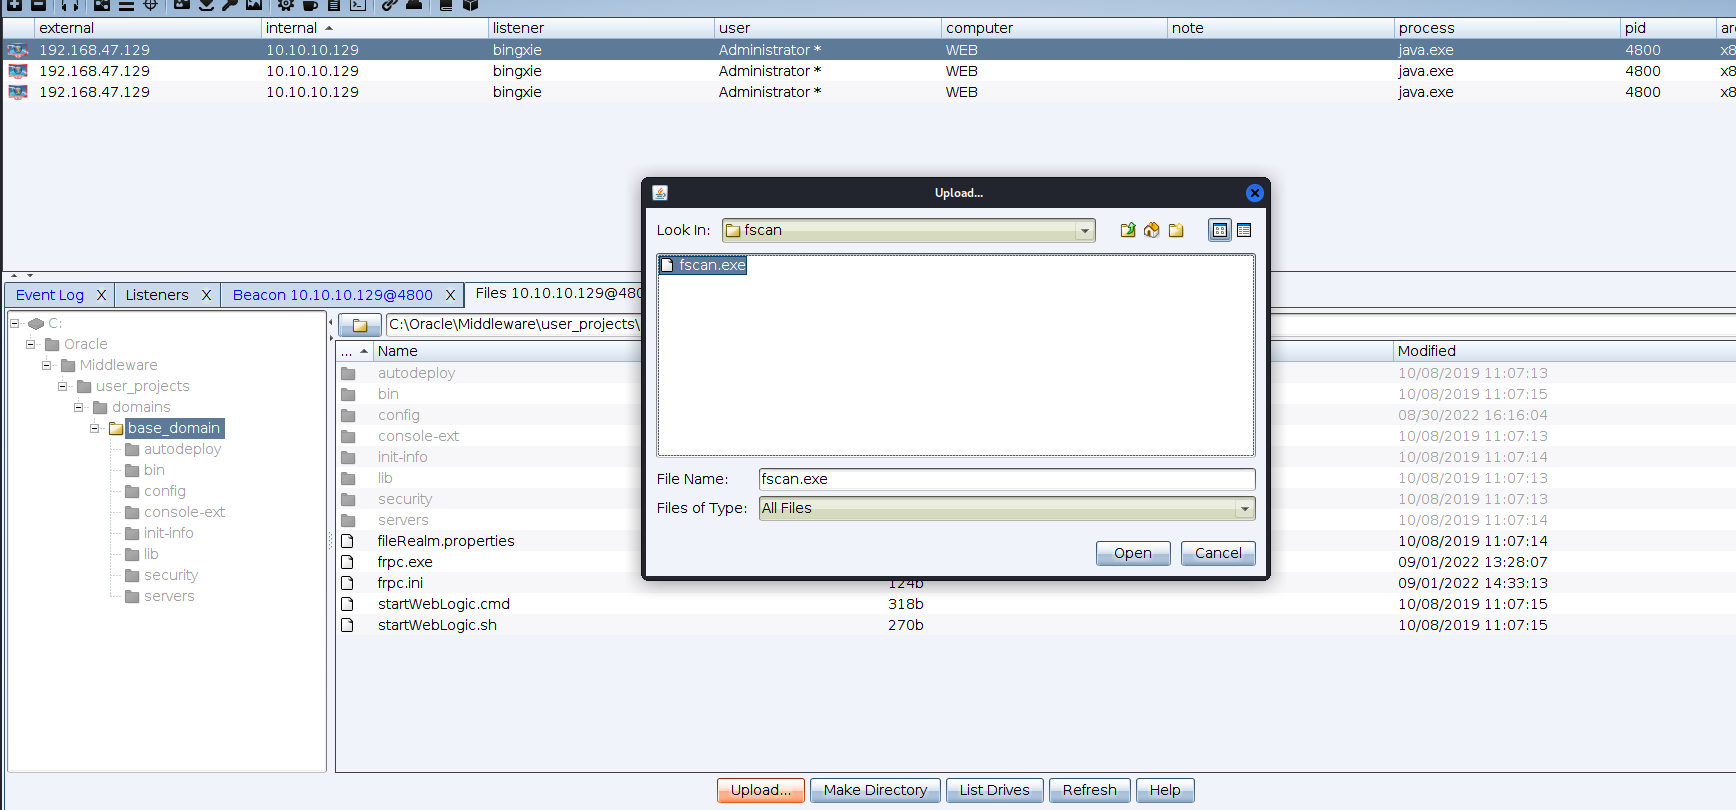 external internal listener user computer note process pid
192.168.47.129 10.10.10.129 bingxie Administrator * WEB java.exe 4800 x8
192.168.47.129 10.10.10.129 bingxie Administrator * WEB java.exe 4800 x8
192.168.47.129 10.10.10.129 bingxie Administrator * WEB java.exe 4800 x8
Upload...
Look In: fscan
fscan.exe
File Name: fscan.exe
Files of Type: All Files
Open Cancel
Event Log X Listeners X Beacon 10.10.10.129@4800 X Files 10.10.10.129@480
C:
Oracle
Middleware
user_projects
domains
base_domain
autodeploy
bin
config
console-ext
init-info
lib
security
servers
C:\Oracle\Middleware\user_projects\
... Name Modified
autodeploy 10/08/2019 11:07:13
bin 10/08/2019 11:07:15
config 08/30/2022 16:16:04
console-ext 10/08/2019 11:07:13
init-info 10/08/2019 11:07:14
lib 10/08/2019 11:07:13
security 10/08/2019 11:07:13
servers 10/08/2019 11:07:14
fileRealm.properties 10/08/2019 11:07:14
frpc.exe 09/01/2022 13:28:07
frpc.ini 124b 09/01/2022 14:33:13
startWebLogic.cmd 318b 10/08/2019 11:07:15
startWebLogic.sh 270b 10/08/2019 11:07:15
Upload... Make Directory List Drives Refresh Help